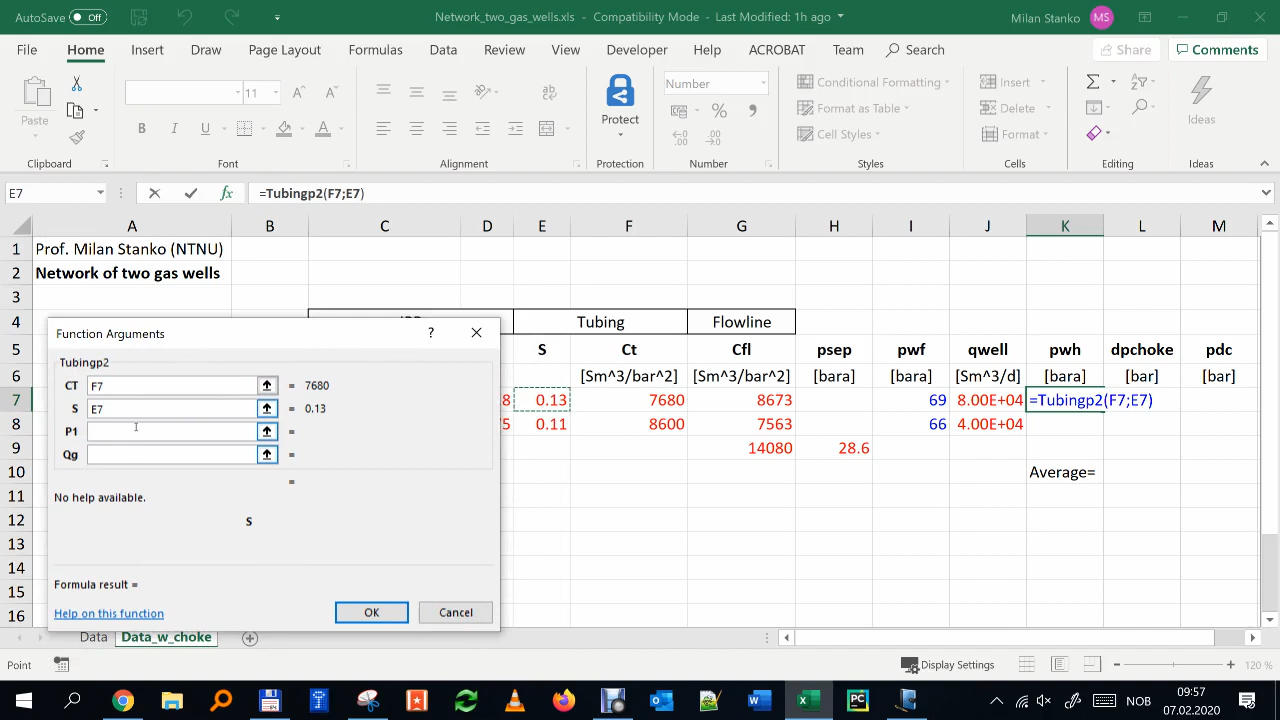 AutoSave Off Network_two_gas_wells.xls - Compatibility Mode - Last Modified: 1h ago Milan Stanko MS
File Home Insert Draw Page Layout Formulas Data Review View Developer Help ACROBAT Team Search Share Comments
11 Number Conditional Formatting Insert
Paste Protect Format as Table Delete Ideas
Cell Styles Format
Clipboard Font Alignment Protection Number Styles Cells Editing Ideas
E7 =Tubingp2(F7;E7)
A B C D E F G H I J K L M
1 Prof. Milan Stanko (NTNU)
2 Network of two gas wells
3
4 Tubing Flowline
5 S Ct Cfl psep pwf qwell pwh dpchoke pdc
6 [Sm^3/bar^2] [Sm^3/bar^2] [bara] [bara] [Sm^3/d] [bara] [bar] [bar]
7 8 0.13 7680 8673 69 8.00E+04 =Tubingp2(F7;E7)
8 75 0.11 8600 7563 66 4.00E+04
9 14080 28.6
10 Average=
11
12
13
14
15
16
Function Arguments ?
Tubingp2
CT F7 = 7680
S E7 = 0.13
P1 =
Qg =
=
No help available.
S
Formula result =
Help on this function OK Cancel
Data Data_w_choke
Point Display Settings 120 %
NOB 09:57
07.02.2020